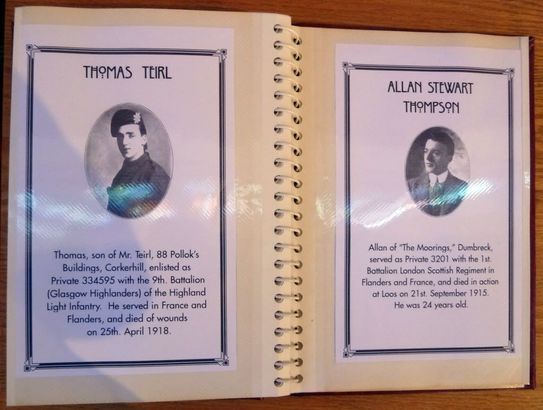 THOMAS TEIRL
Thomas, son of Mr. Teirl, 88 Pollok's
Buildings, Corkerhill, enlisted as
Private 334595 with the 9th. Battalion
(Glasgow Highlanders) of the Highland
Light Infantry. He served in France and
Flanders, and died of wounds
on 25th. April 1918.
ALLAN STEWART
THOMPSON
Allan of "The Moorings," Dumbreck,
served as Private 3201 with the 1st.
Battalion London Scottish Regiment in
Flanders and France, and died in action
at Loos on 21st. September 1915.
He was 24 years old.